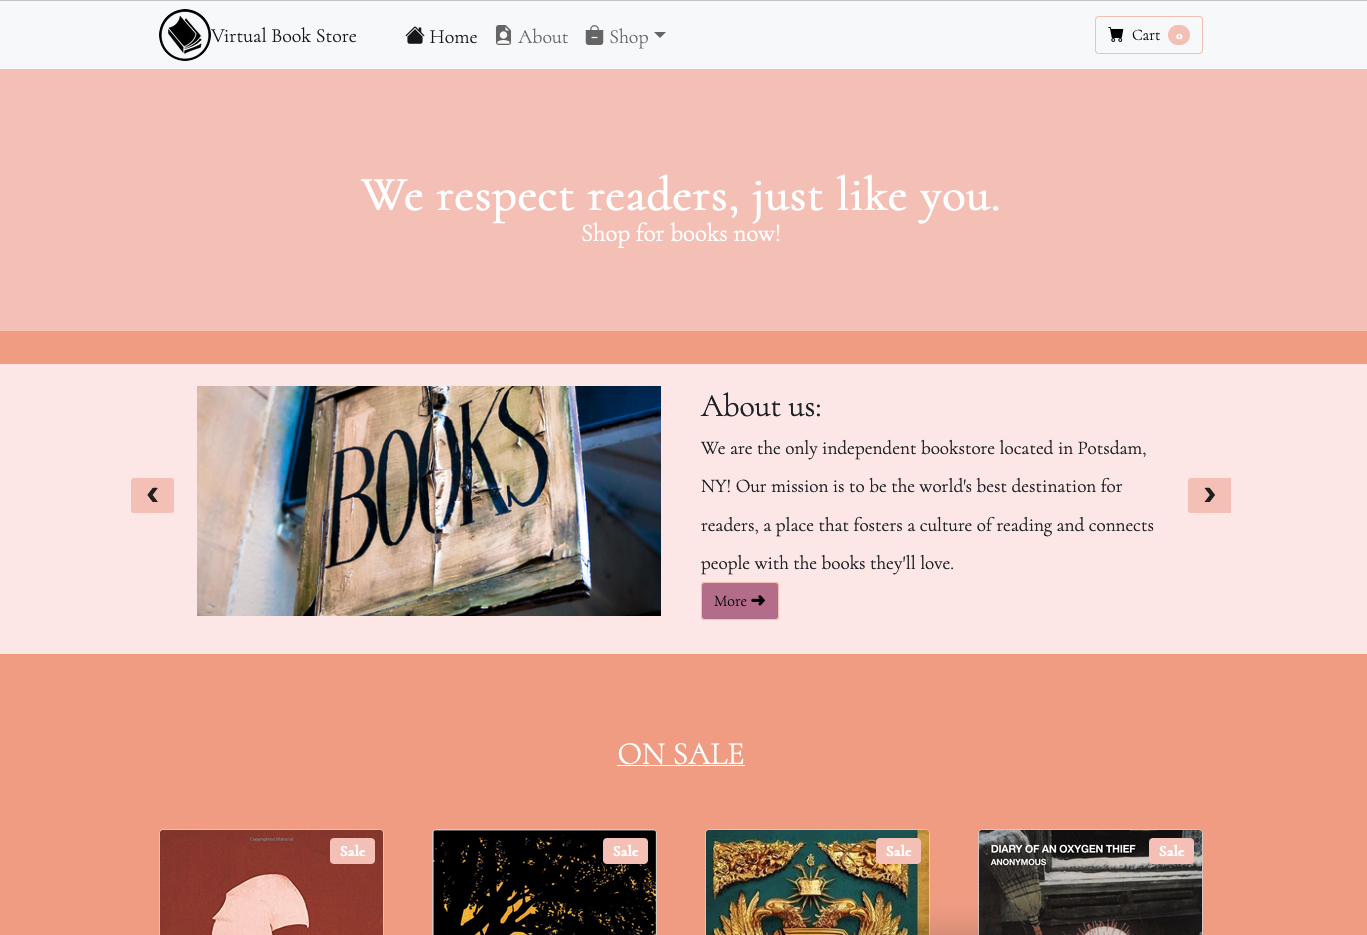 Virtual Book Store
Home
About
Shop
Cart
0
We respect readers, just like you.
Shop for books now!
BOOKS
About us:
We are the only independent bookstore located in Potsdam,
NY! Our mission is to be the world's best destination for
readers, a place that fosters a culture of reading and connects
people with the books they'll love.
More
ON SALE
Copyrighted Material
Sale
Sale
Sale
DIARY OF AN OXYGEN THIEF
ANONYMOUS
Sale